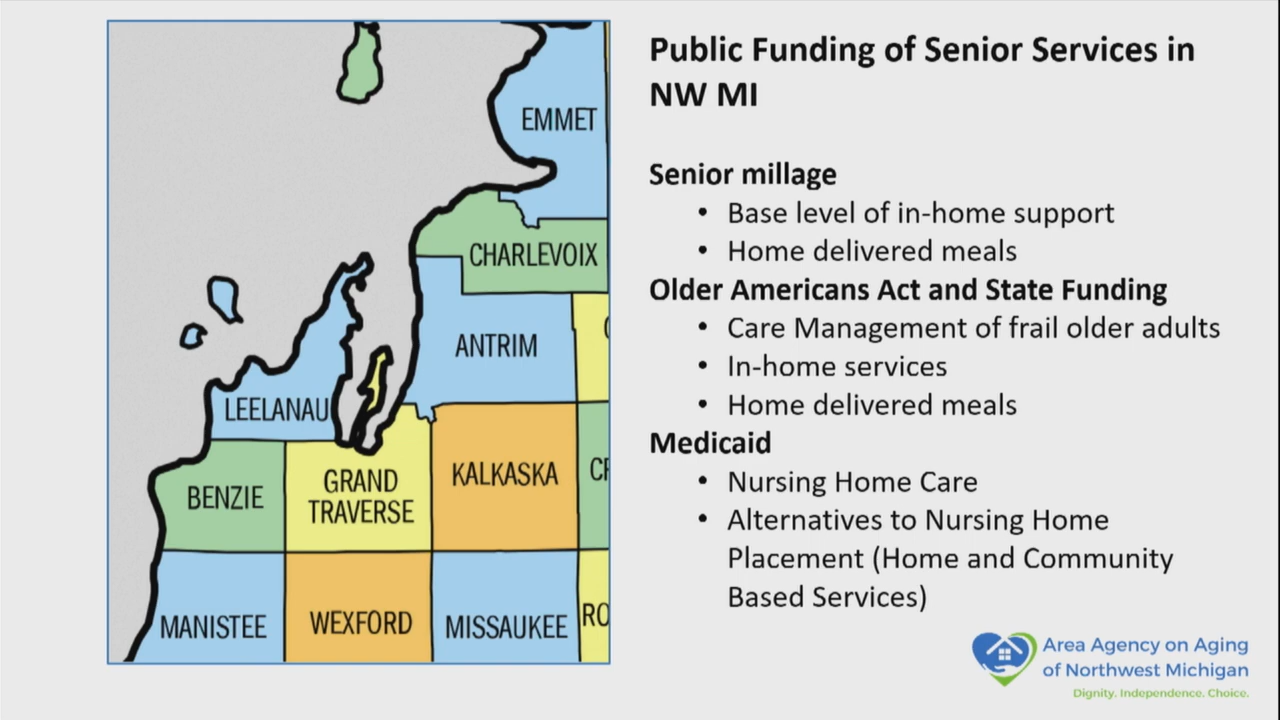 Public Funding of Senior Services in
NW MI
Senior millage
• Base level of in-home support
• Home delivered meals
Older Americans Act and State Funding
• Care Management of frail older adults
• In-home services
• Home delivered meals
Medicaid
• Nursing Home Care
• Alternatives to Nursing Home
Placement (Home and Community
Based Services)
EMMET
CHARLEVOIX
ANTRIM
LEELANAU
BENZIE
GRAND
TRAVERSE
KALKASKA
MANISTEE
WEXFORD
MISSAUKEE
RO
Area Agency on Aging
of Northwest Michigan
Dignity. Independence. Choice.